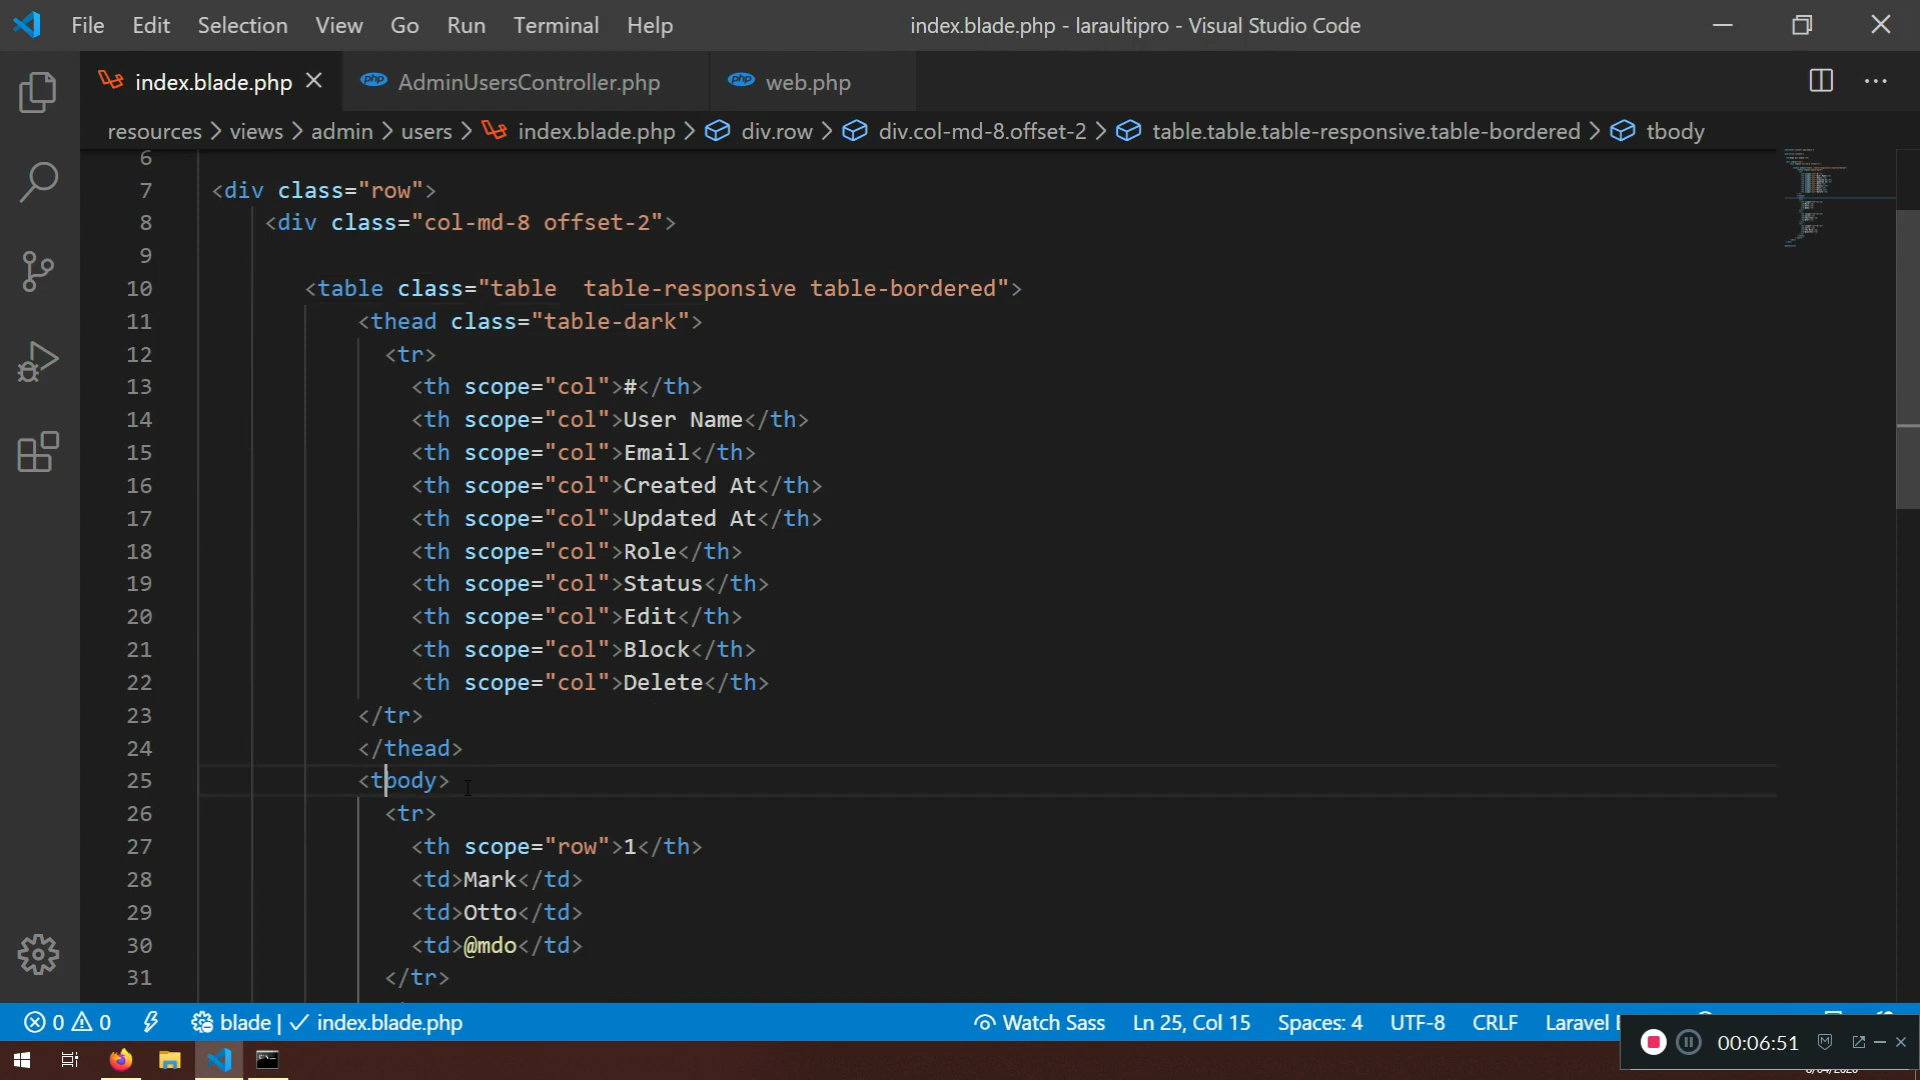 File Edit Selection View Go Run Terminal Help index.blade.php - laraultipro - Visual Studio Code
index.blade.php AdminUsersController.php web.php
resources > views > admin > users > index.blade.php > div.row > div.col-md-8.offset-2 > table.table.table-responsive.table-bordered > tbody
6
7 <div class="row">
8 <div class="col-md-8 offset-2">
9
10 <table class="table  table-responsive table-bordered">
11 <thead class="table-dark">
12 <tr>
13 <th scope="col">#</th>
14 <th scope="col">User Name</th>
15 <th scope="col">Email</th>
16 <th scope="col">Created At</th>
17 <th scope="col">Updated At</th>
18 <th scope="col">Role</th>
19 <th scope="col">Status</th>
20 <th scope="col">Edit</th>
21 <th scope="col">Block</th>
22 <th scope="col">Delete</th>
23 </tr>
24 </thead>
25 <tbody>
26 <tr>
27 <th scope="row">1</th>
28 <td>Mark</td>
29 <td>Otto</td>
30 <td>@mdo</td>
31 </tr>
0 0 blade | ✓ index.blade.php Watch Sass Ln 25, Col 15 Spaces: 4 UTF-8 CRLF Laravel
00:06:51